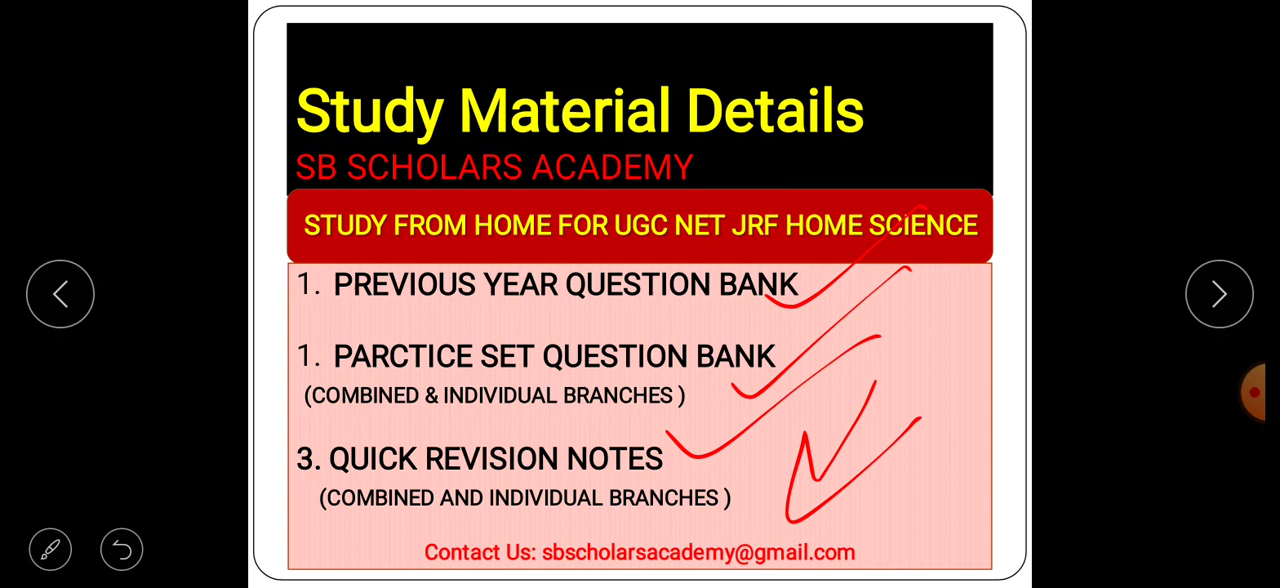 Study Material Details
SB SCHOLARS ACADEMY
STUDY FROM HOME FOR UGC NET JRF HOME SCIENCE
1. PREVIOUS YEAR QUESTION BANK
1. PARCTICE SET QUESTION BANK
(COMBINED & INDIVIDUAL BRANCHES )
3. QUICK REVISION NOTES
(COMBINED AND INDIVIDUAL BRANCHES )
Contact Us: sbscholarsacademy@gmail.com